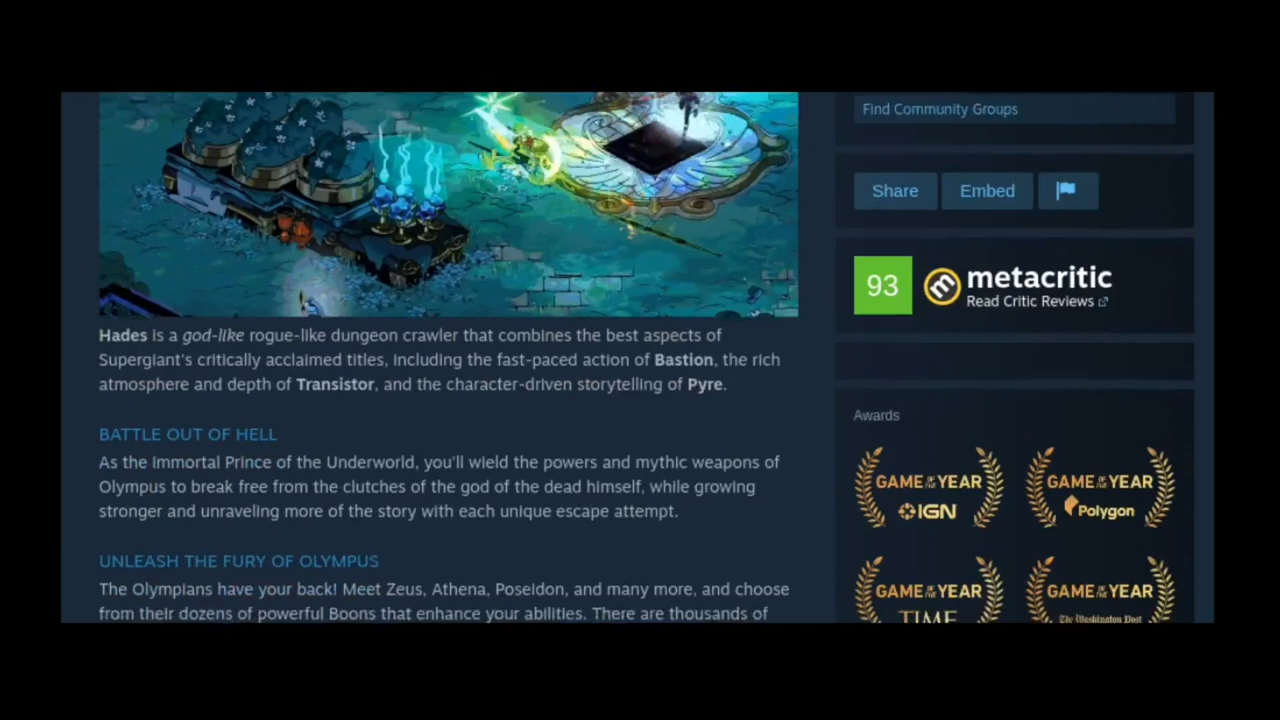 Find Community Groups
Share
Embed
93
metacritic
Read Critic Reviews
Hades is a god-like rogue-like dungeon crawler that combines the best aspects of
Supergiant's critically acclaimed titles, including the fast-paced action of Bastion, the rich
atmosphere and depth of Transistor, and the character-driven storytelling of Pyre.
BATTLE OUT OF HELL
As the immortal Prince of the Underworld, you'll wield the powers and mythic weapons of
Olympus to break free from the clutches of the god of the dead himself, while growing
stronger and unraveling more of the story with each unique escape attempt.
UNLEASH THE FURY OF OLYMPUS
The Olympians have your back! Meet Zeus, Athena, Poseidon, and many more, and choose
from their dozens of powerful Boons that enhance your abilities. There are thousands of
Awards
GAME OF THE YEAR
IGN
GAME OF THE YEAR
Polygon
GAME OF THE YEAR
TIME
GAME OF THE YEAR
The Washington Post